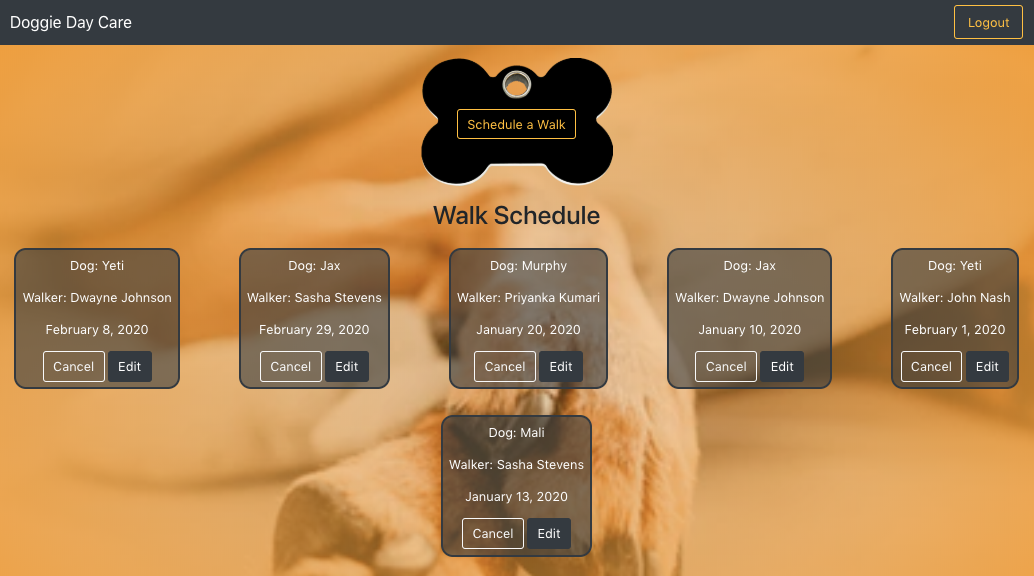 Doggie Day Care
Logout
Schedule a Walk
Walk Schedule
Dog: Yeti
Walker: Dwayne Johnson
February 8, 2020
Cancel Edit
Dog: Jax
Walker: Sasha Stevens
February 29, 2020
Cancel Edit
Dog: Murphy
Walker: Priyanka Kumari
January 20, 2020
Cancel Edit
Dog: Jax
Walker: Dwayne Johnson
January 10, 2020
Cancel Edit
Dog: Yeti
Walker: John Nash
February 1, 2020
Cancel Edit
Dog: Mali
Walker: Sasha Stevens
January 13, 2020
Cancel Edit